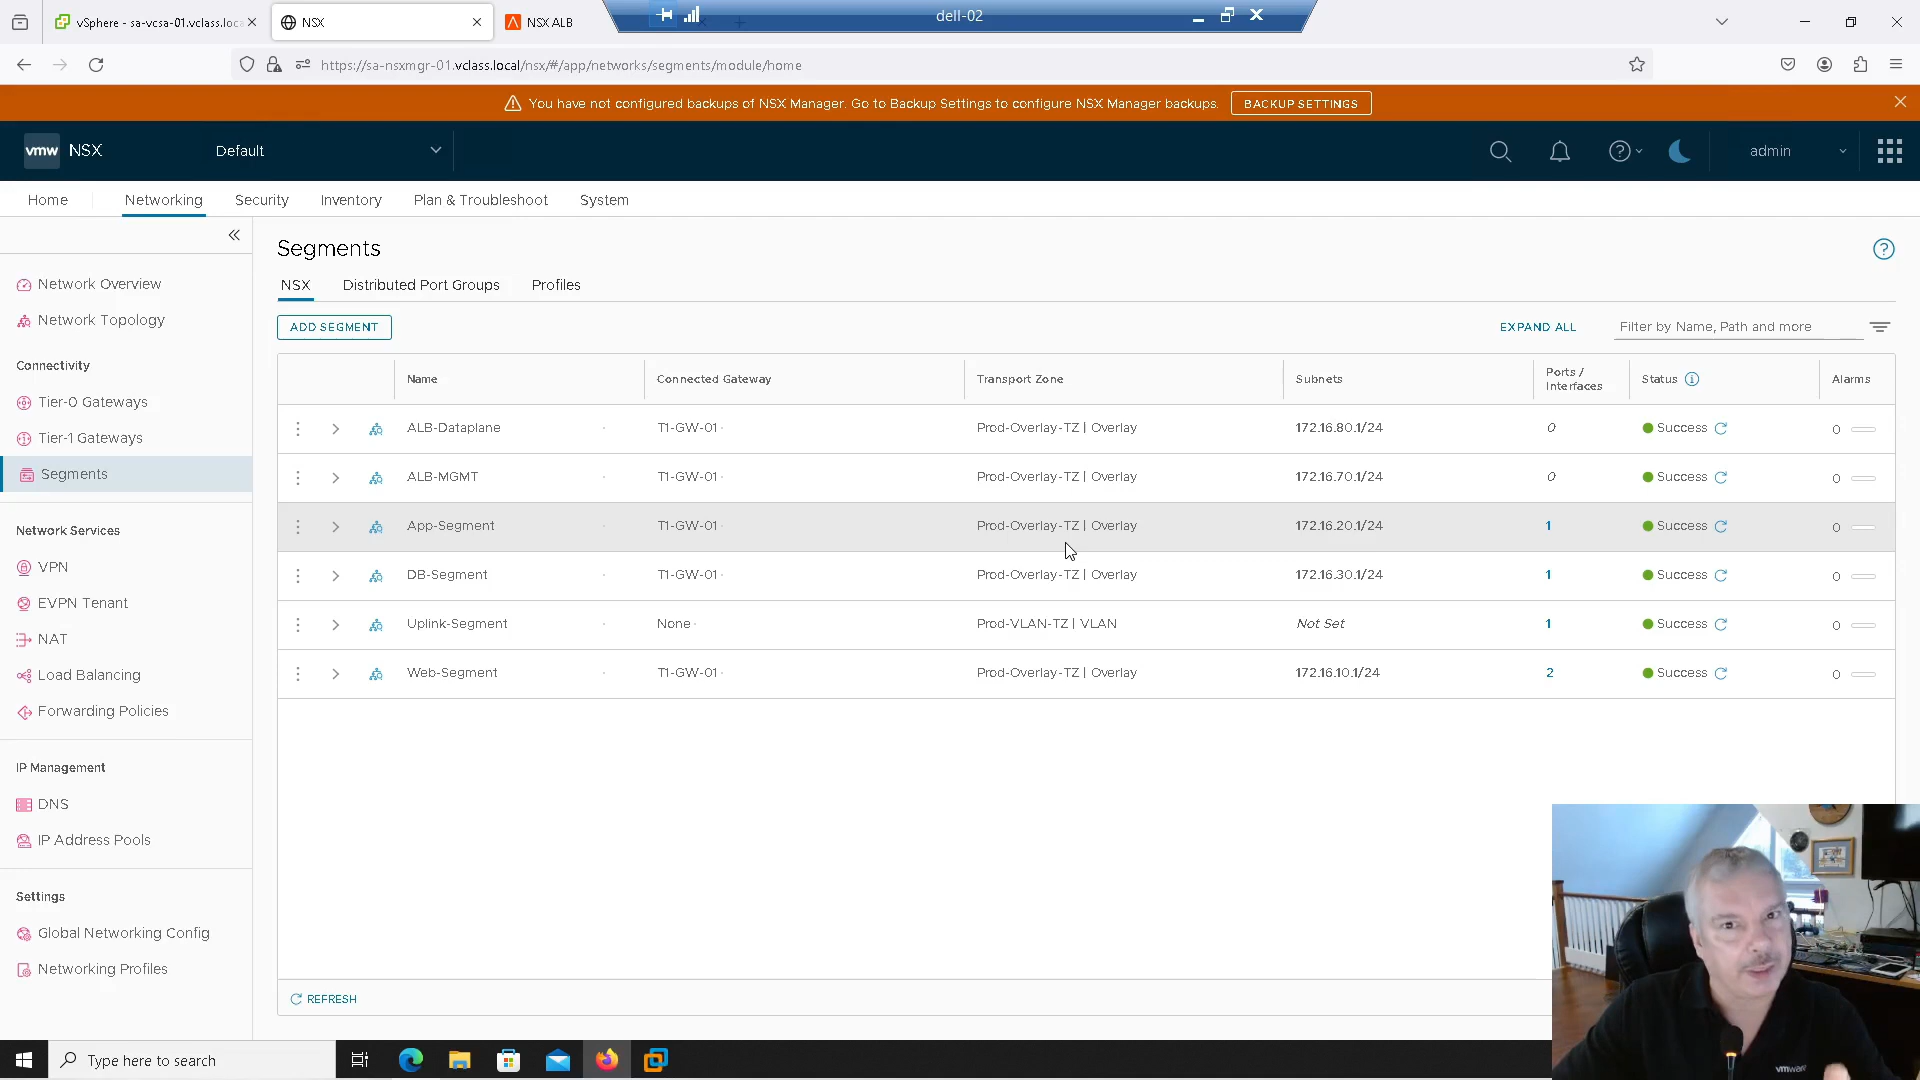 vSphere - sa-vcsa-01.vclass.loca
NSX
NSX ALB
dell-02
https://sa-nsxmgr-01.vclass.local/nsx/#/app/networks/segments/module/home
You have not configured backups of NSX Manager. Go to Backup Settings to configure NSX Manager backups.
BACKUP SETTINGS
vmw NSX
Default
admin
Home
Networking
Security
Inventory
Plan & Troubleshoot
System
Network Overview
Network Topology
Connectivity
Tier-0 Gateways
Tier-1 Gateways
Segments
Network Services
VPN
EVPN Tenant
NAT
Load Balancing
Forwarding Policies
IP Management
DNS
IP Address Pools
Settings
Global Networking Config
Networking Profiles
Segments
NSX
Distributed Port Groups
Profiles
ADD SEGMENT
EXPAND ALL
Filter by Name, Path and more
Name Connected Gateway Transport Zone Subnets Ports / Interfaces Status Alarms
ALB-Dataplane T1-GW-01 Prod-Overlay-TZ | Overlay 172.16.80.1/24 0 Success 0
ALB-MGMT T1-GW-01 Prod-Overlay-TZ | Overlay 172.16.70.1/24 0 Success 0
App-Segment T1-GW-01 Prod-Overlay-TZ | Overlay 172.16.20.1/24 1 Success 0
DB-Segment T1-GW-01 Prod-Overlay-TZ | Overlay 172.16.30.1/24 1 Success 0
Uplink-Segment None Prod-VLAN-TZ | VLAN Not Set 1 Success 0
Web-Segment T1-GW-01 Prod-Overlay-TZ | Overlay 172.16.10.1/24 2 Success 0
REFRESH
vmware
Type here to search